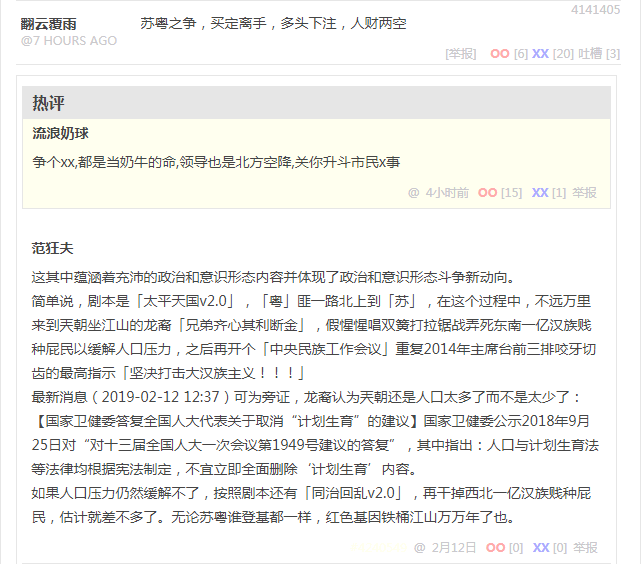 4141405
翻云覆雨 苏粤之争，买定离手，多头下注，人财两空
@7 HOURS AGO
[举报] OO [6] XX [20] 吐槽 [3]
热评
流浪奶球
争个xx,都是当奶牛的命,领导也是北方空降,关你升斗市民x事
@ 4小时前 OO [15] XX [1] 举报
范狂夫
这其中蕴涵着充沛的政治和意识形态内容并体现了政治和意识形态斗争新动向。
简单说，剧本是「太平天国v2.0」，「粤」匪一路北上到「苏」，在这个过程中，不远万里
来到天朝坐江山的龙裔「兄弟齐心其利断金」，假惺惺唱双簧打拉锯战弄死东南一亿汉族贱
种屁民以缓解人口压力，之后再开个「中央民族工作会议」重复2014年主席台前三排咬牙切
齿的最高指示「坚决打击大汉族主义！！！」
最新消息（2019-02-12 12:37）可为旁证，龙裔认为天朝还是人口太多了而不是太少了：
【国家卫健委答复全国人大代表关于取消“计划生育”的建议】国家卫健委公示2018年9月
25日对“对十三届全国人大一次会议第1949号建议的答复”，其中指出：人口与计划生育法
等法律均根据宪法制定，不宜立即全面删除‘计划生育’内容。
如果人口压力仍然缓解不了，按照剧本还有「同治回乱v2.0」，再干掉西北一亿汉族贱种屁
民，估计就差不多了。无论苏粤谁登基都一样，红色基因铁桶江山万万年了也。
@ 2月12日 OO [0] XX [0] 举报